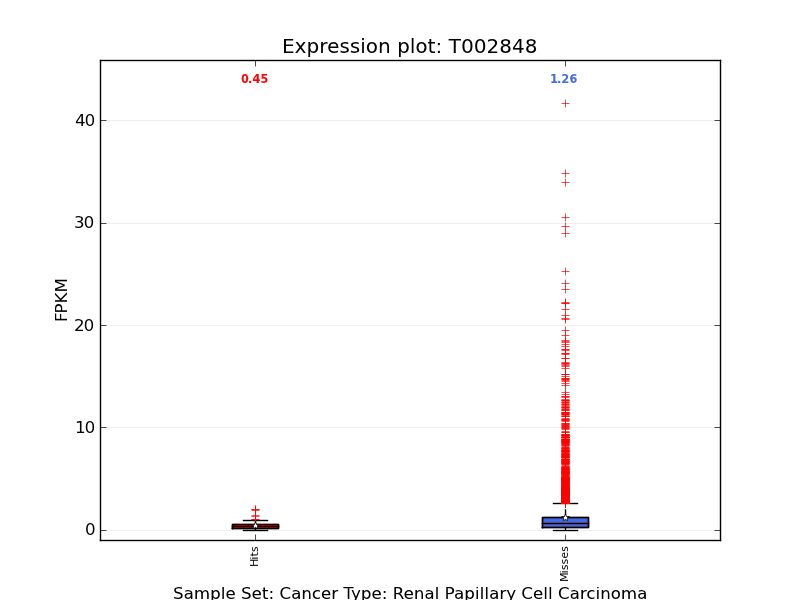 Expression plot: T002848
0.45
1.26
40
30
20
10
0
FPKM
Hits
Misses
Sample Set: Cancer Type: Renal Papillary Cell Carcinoma